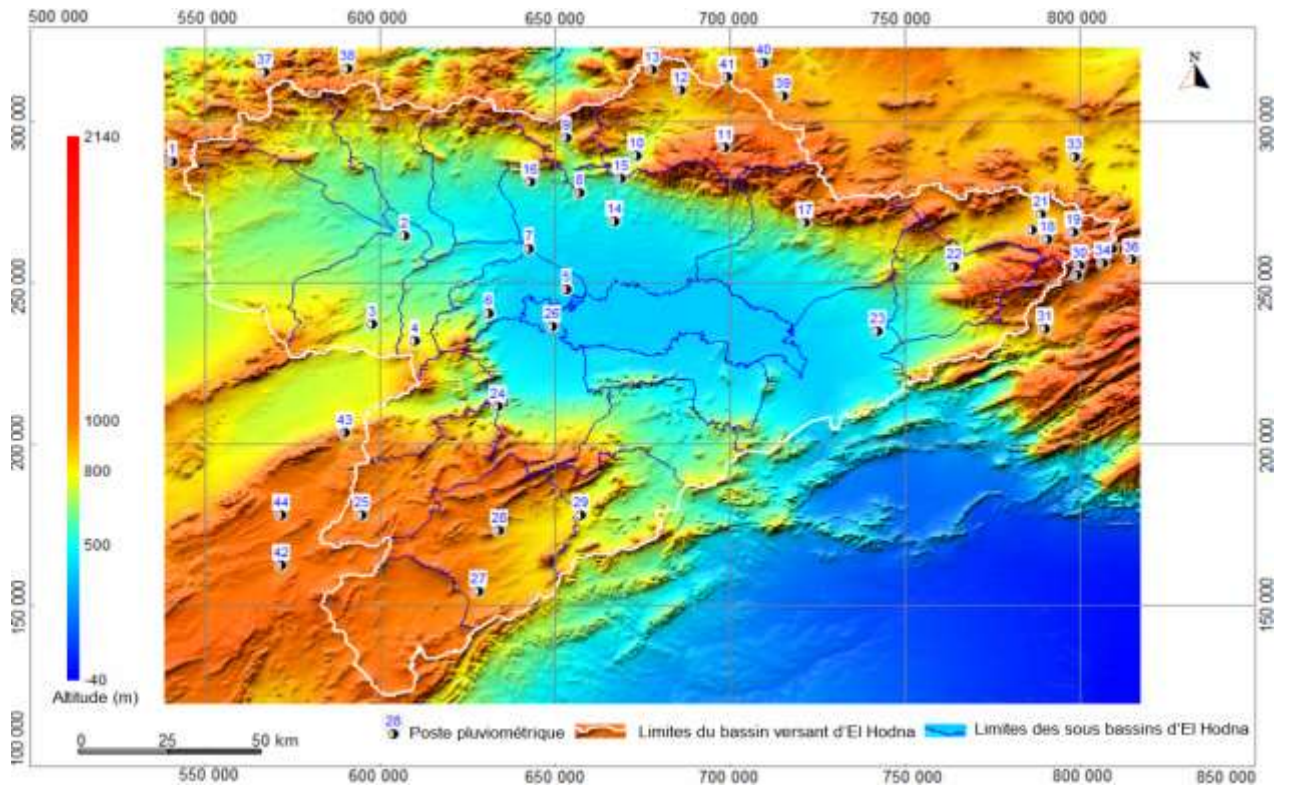 500 000 550 000 600 000 650 000 700 000 750 000 800 000
37 38 13 40
12 41 39
N
300 000 300 000
2140
1 9 10 11 33
16 8 15
14 17 21
2 7 18 19
22 30 34 36
250 000 250 000
5
3 6 26 23 31
4
24
1000
43
200 000 200 000
800
44 25 28 29
500
42
27
150 000 150 000
-40
Altitude (m)
28 Poste pluviométrique Limites du bassin versant d'El Hodna Limites des sous bassins d'El Hodna
0 25 50 km
100 000
550 000 600 000 650 000 700 000 750 000 800 000 850 000